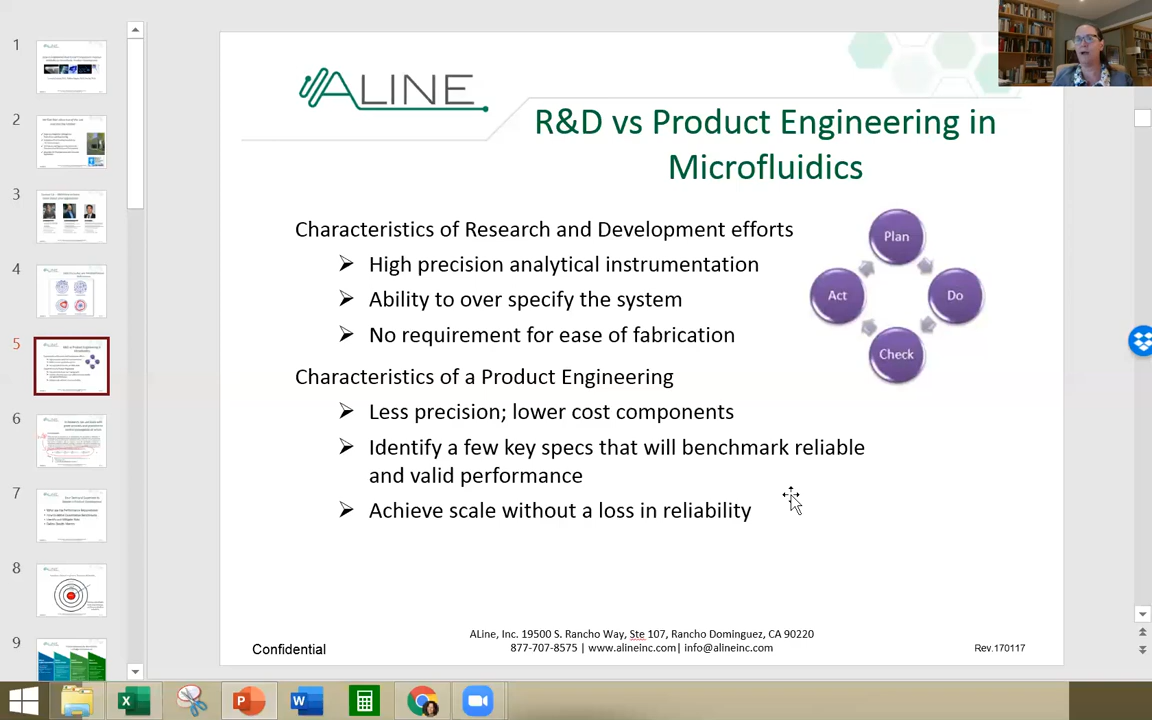 ALINE
R&D vs Product Engineering in
Microfluidics
Characteristics of Research and Development efforts
➢ High precision analytical instrumentation
➢ Ability to over specify the system
➢ No requirement for ease of fabrication
Characteristics of a Product Engineering
➢ Less precision; lower cost components
➢ Identify a few key specs that will benchmark reliable
and valid performance
➢ Achieve scale without a loss in reliability
Plan
Do
Check
Act
Confidential
ALine, Inc. 19500 S. Rancho Way, Ste 107, Rancho Dominguez, CA 90220
877-707-8575 | www.alineinc.com| info@alineinc.com
Rev.170117
1
2
3
4
5
6
7
8
9